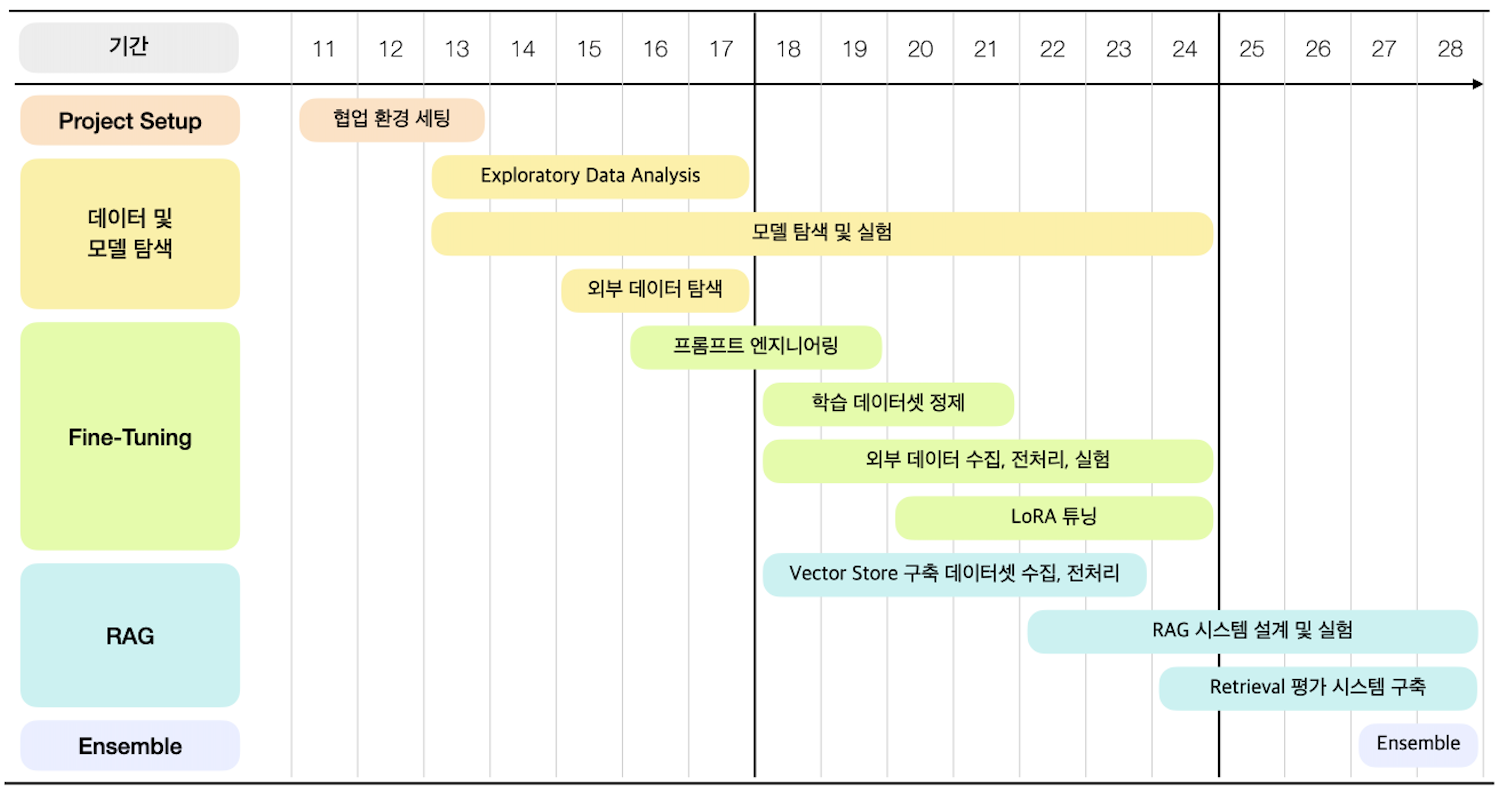 기간 11 12 13 14 15 16 17 18 19 20 21 22 23 24 25 26 27 28
Project Setup
협업 환경 세팅
데이터 및
모델 탐색
Exploratory Data Analysis
모델 탐색 및 실험
외부 데이터 탐색
Fine-Tuning
프롬프트 엔지니어링
학습 데이터셋 정제
외부 데이터 수집, 전처리, 실험
LoRA 튜닝
RAG
Vector Store 구축 데이터셋 수집, 전처리
RAG 시스템 설계 및 실험
Retrieval 평가 시스템 구축
Ensemble
Ensemble